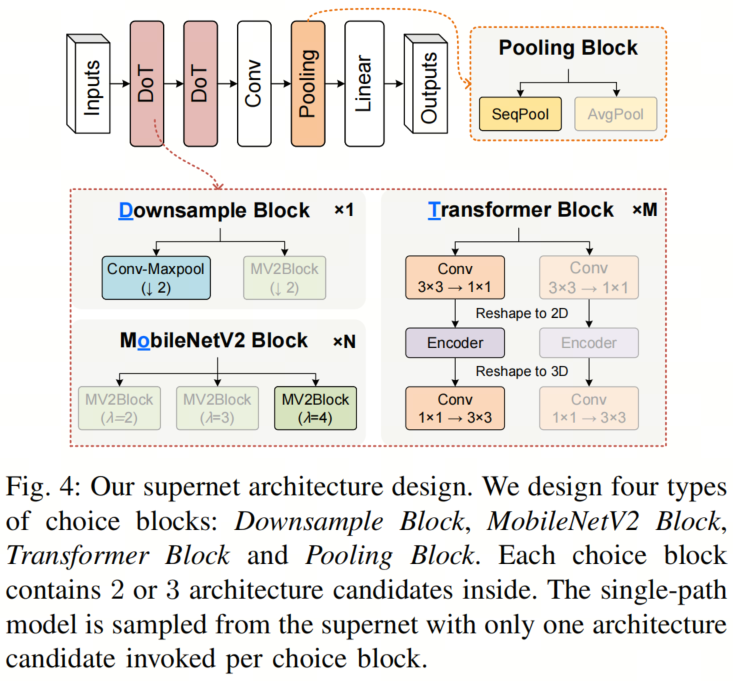 Inputs
DoT
DoT
Conv
Pooling
Linear
Outputs
Pooling Block
SeqPool
AvgPool
Downsample Block ×1
Conv-Maxpool
(↓ 2)
MV2Block
(↓ 2)
MobileNetV2 Block ×N
MV2Block
(λ=2)
MV2Block
(λ=3)
MV2Block
(λ=4)
Transformer Block ×M
Conv
3×3 → 1×1
Conv
3×3 → 1×1
Reshape to 2D
Encoder
Encoder
Reshape to 3D
Conv
1×1 → 3×3
Conv
1×1 → 3×3
Fig. 4: Our supernet architecture design. We design four types
of choice blocks: Downsample Block, MobileNetV2 Block,
Transformer Block and Pooling Block. Each choice block
contains 2 or 3 architecture candidates inside. The single-path
model is sampled from the supernet with only one architecture
candidate invoked per choice block.